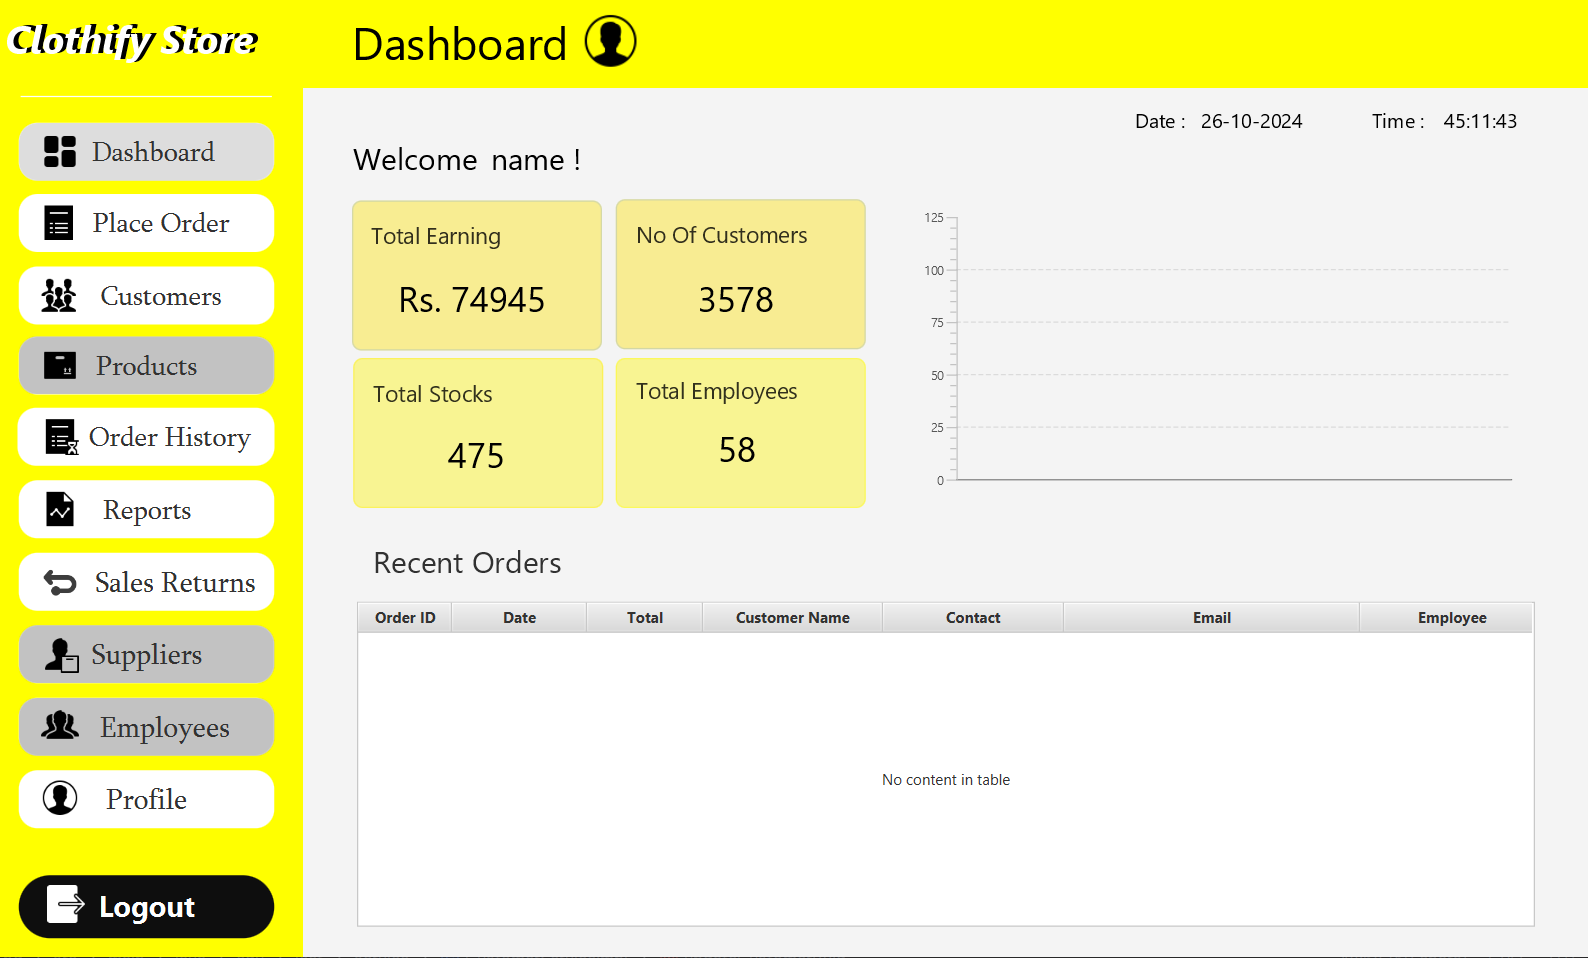 Clothify Store
Dashboard
Place Order
Customers
Products
Order History
Reports
Sales Returns
Suppliers
Employees
Profile
Logout
Dashboard
Date : 26-10-2024 Time : 45:11:43
Welcome name !
Total Earning
Rs. 74945
No Of Customers
3578
Total Stocks
475
Total Employees
58
125
100
75
50
25
0
Recent Orders
Order ID Date Total Customer Name Contact Email Employee
No content in table